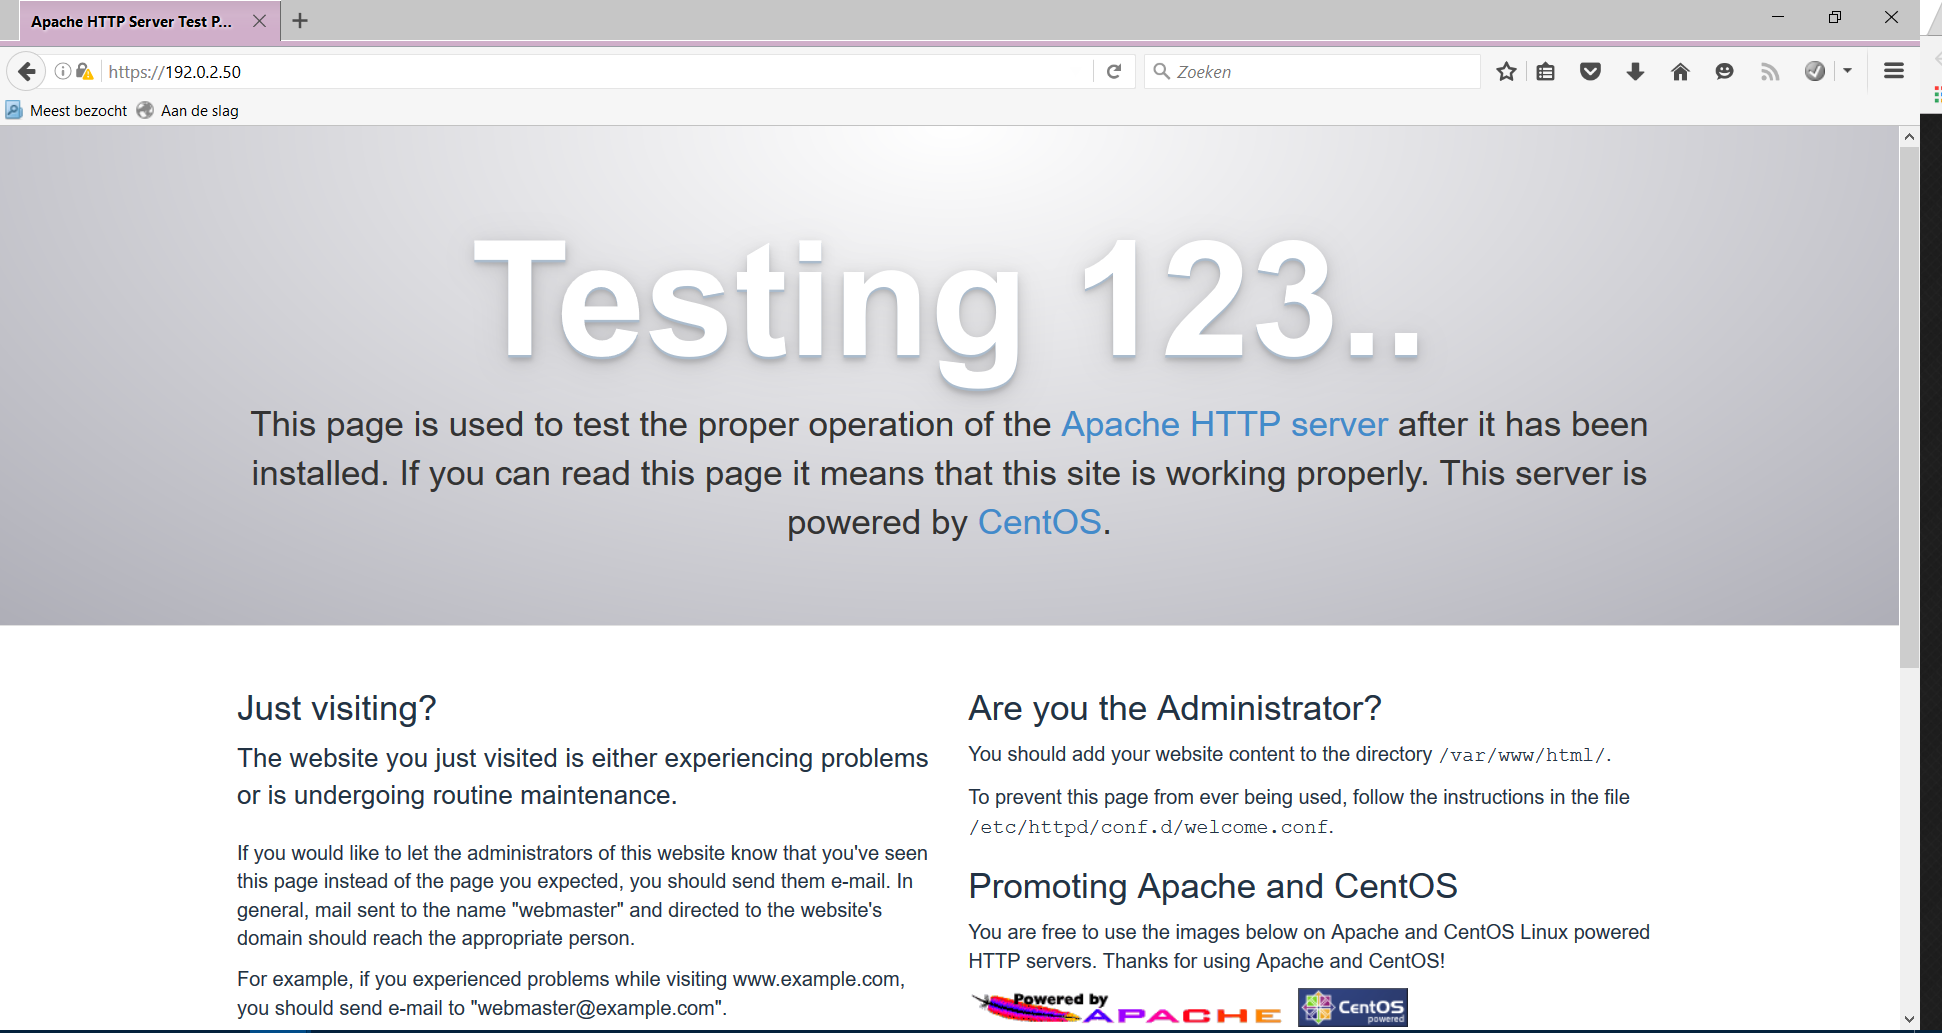 Apache HTTP Server Test P...
https://192.0.2.50
Zoeken
Meest bezocht
Aan de slag
Testing 123..
This page is used to test the proper operation of the Apache HTTP server after it has been
installed. If you can read this page it means that this site is working properly. This server is
powered by CentOS.
Just visiting?
The website you just visited is either experiencing problems
or is undergoing routine maintenance.
If you would like to let the administrators of this website know that you've seen
this page instead of the page you expected, you should send them e-mail. In
general, mail sent to the name "webmaster" and directed to the website's
domain should reach the appropriate person.
For example, if you experienced problems while visiting www.example.com,
you should send e-mail to "webmaster@example.com".
Are you the Administrator?
You should add your website content to the directory /var/www/html/.
To prevent this page from ever being used, follow the instructions in the file
/etc/httpd/conf.d/welcome.conf.
Promoting Apache and CentOS
You are free to use the images below on Apache and CentOS Linux powered
HTTP servers. Thanks for using Apache and CentOS!
Powered by
APACHE
CentOS
powered